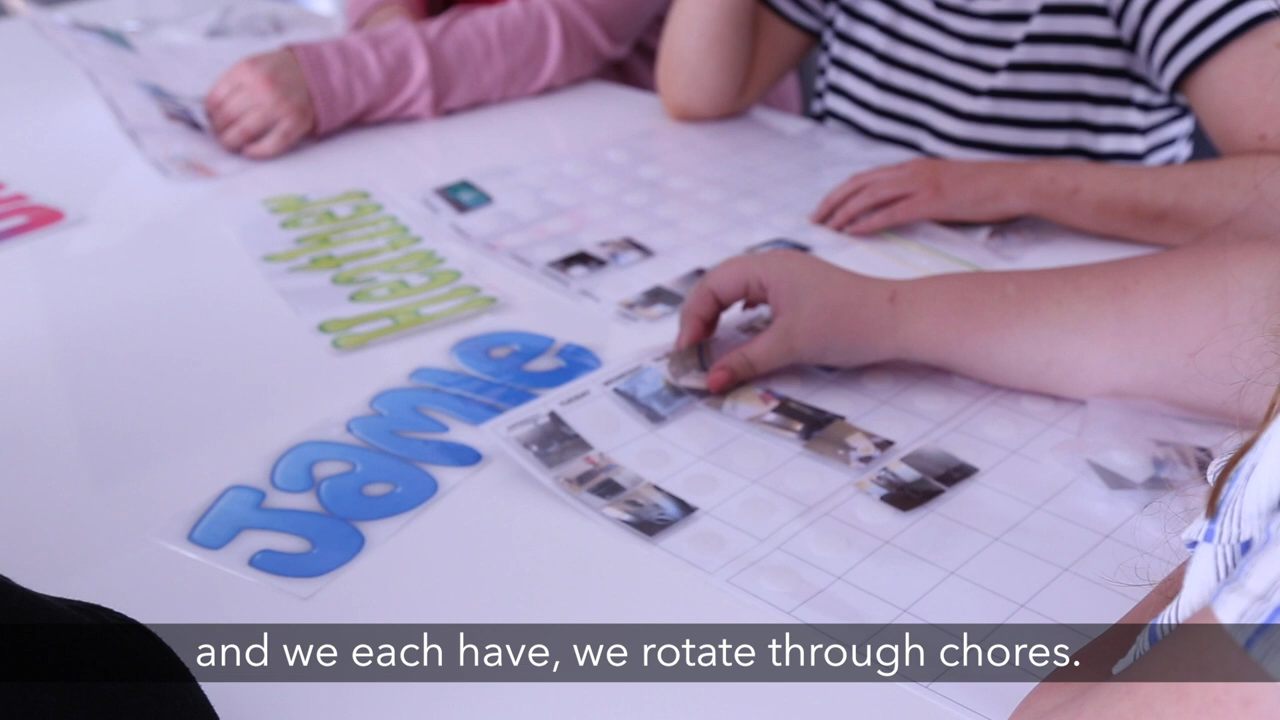 Heather
Jamie
and we each have, we rotate through chores.